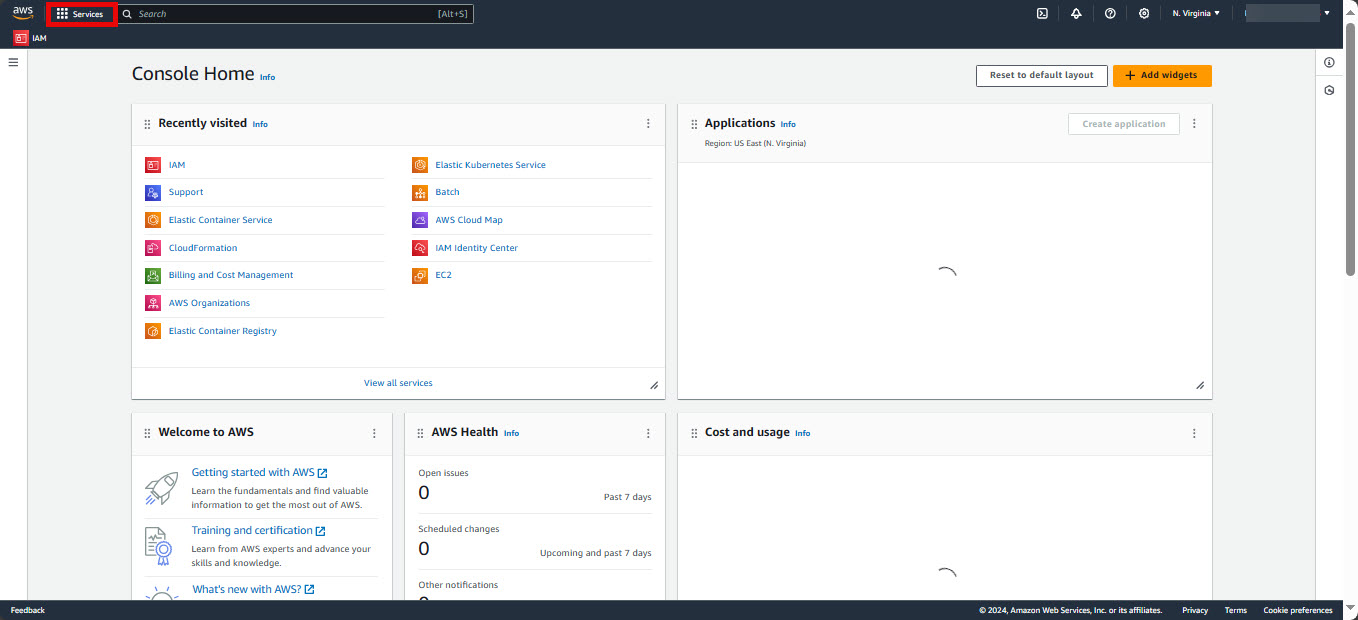 aws Services Search [Alt+S] N. Virginia
IAM
Console Home Info
Reset to default layout
Add widgets
Recently visited Info
IAM
Support
Elastic Container Service
CloudFormation
Billing and Cost Management
AWS Organizations
Elastic Container Registry
Elastic Kubernetes Service
Batch
AWS Cloud Map
IAM Identity Center
EC2
View all services
Applications Info
Create application
Region: US East (N. Virginia)
Welcome to AWS
Getting started with AWS
Learn the fundamentals and find valuable
information to get the most out of AWS.
Training and certification
Learn from AWS experts and advance your
skills and knowledge.
What's new with AWS?
AWS Health Info
Open issues
0
Past 7 days
Scheduled changes
0
Upcoming and past 7 days
Other notifications
Cost and usage Info
Feedback
© 2024, Amazon Web Services, Inc. or its affiliates. Privacy Terms Cookie preferences